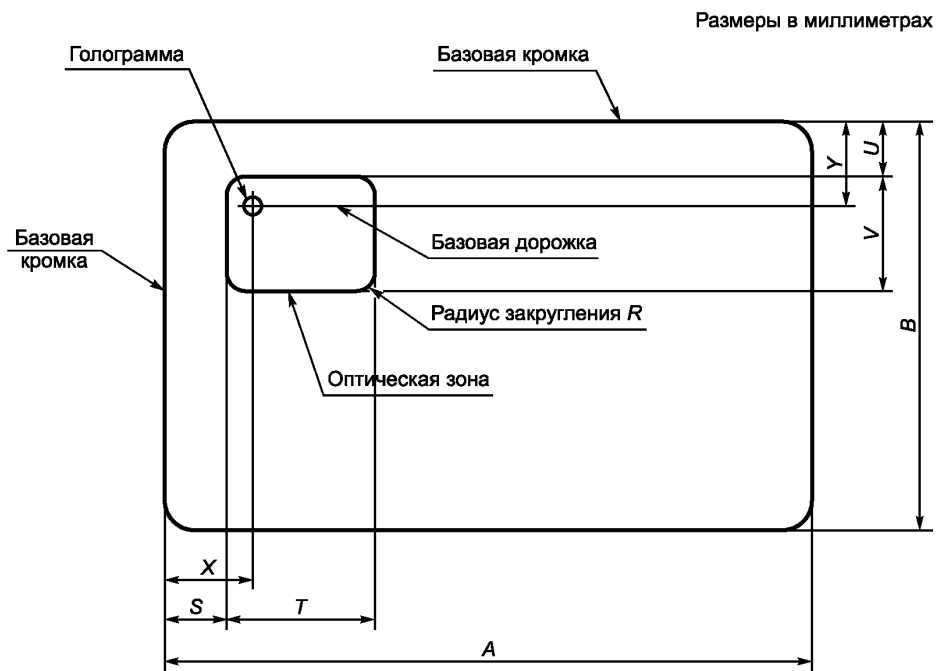 Размеры в миллиметрах
Голограмма
Базовая кромка
U
Y
V
Базовая дорожка
Базовая
кромка
Радиус закругления R
B
Оптическая зона
X
S
T
A